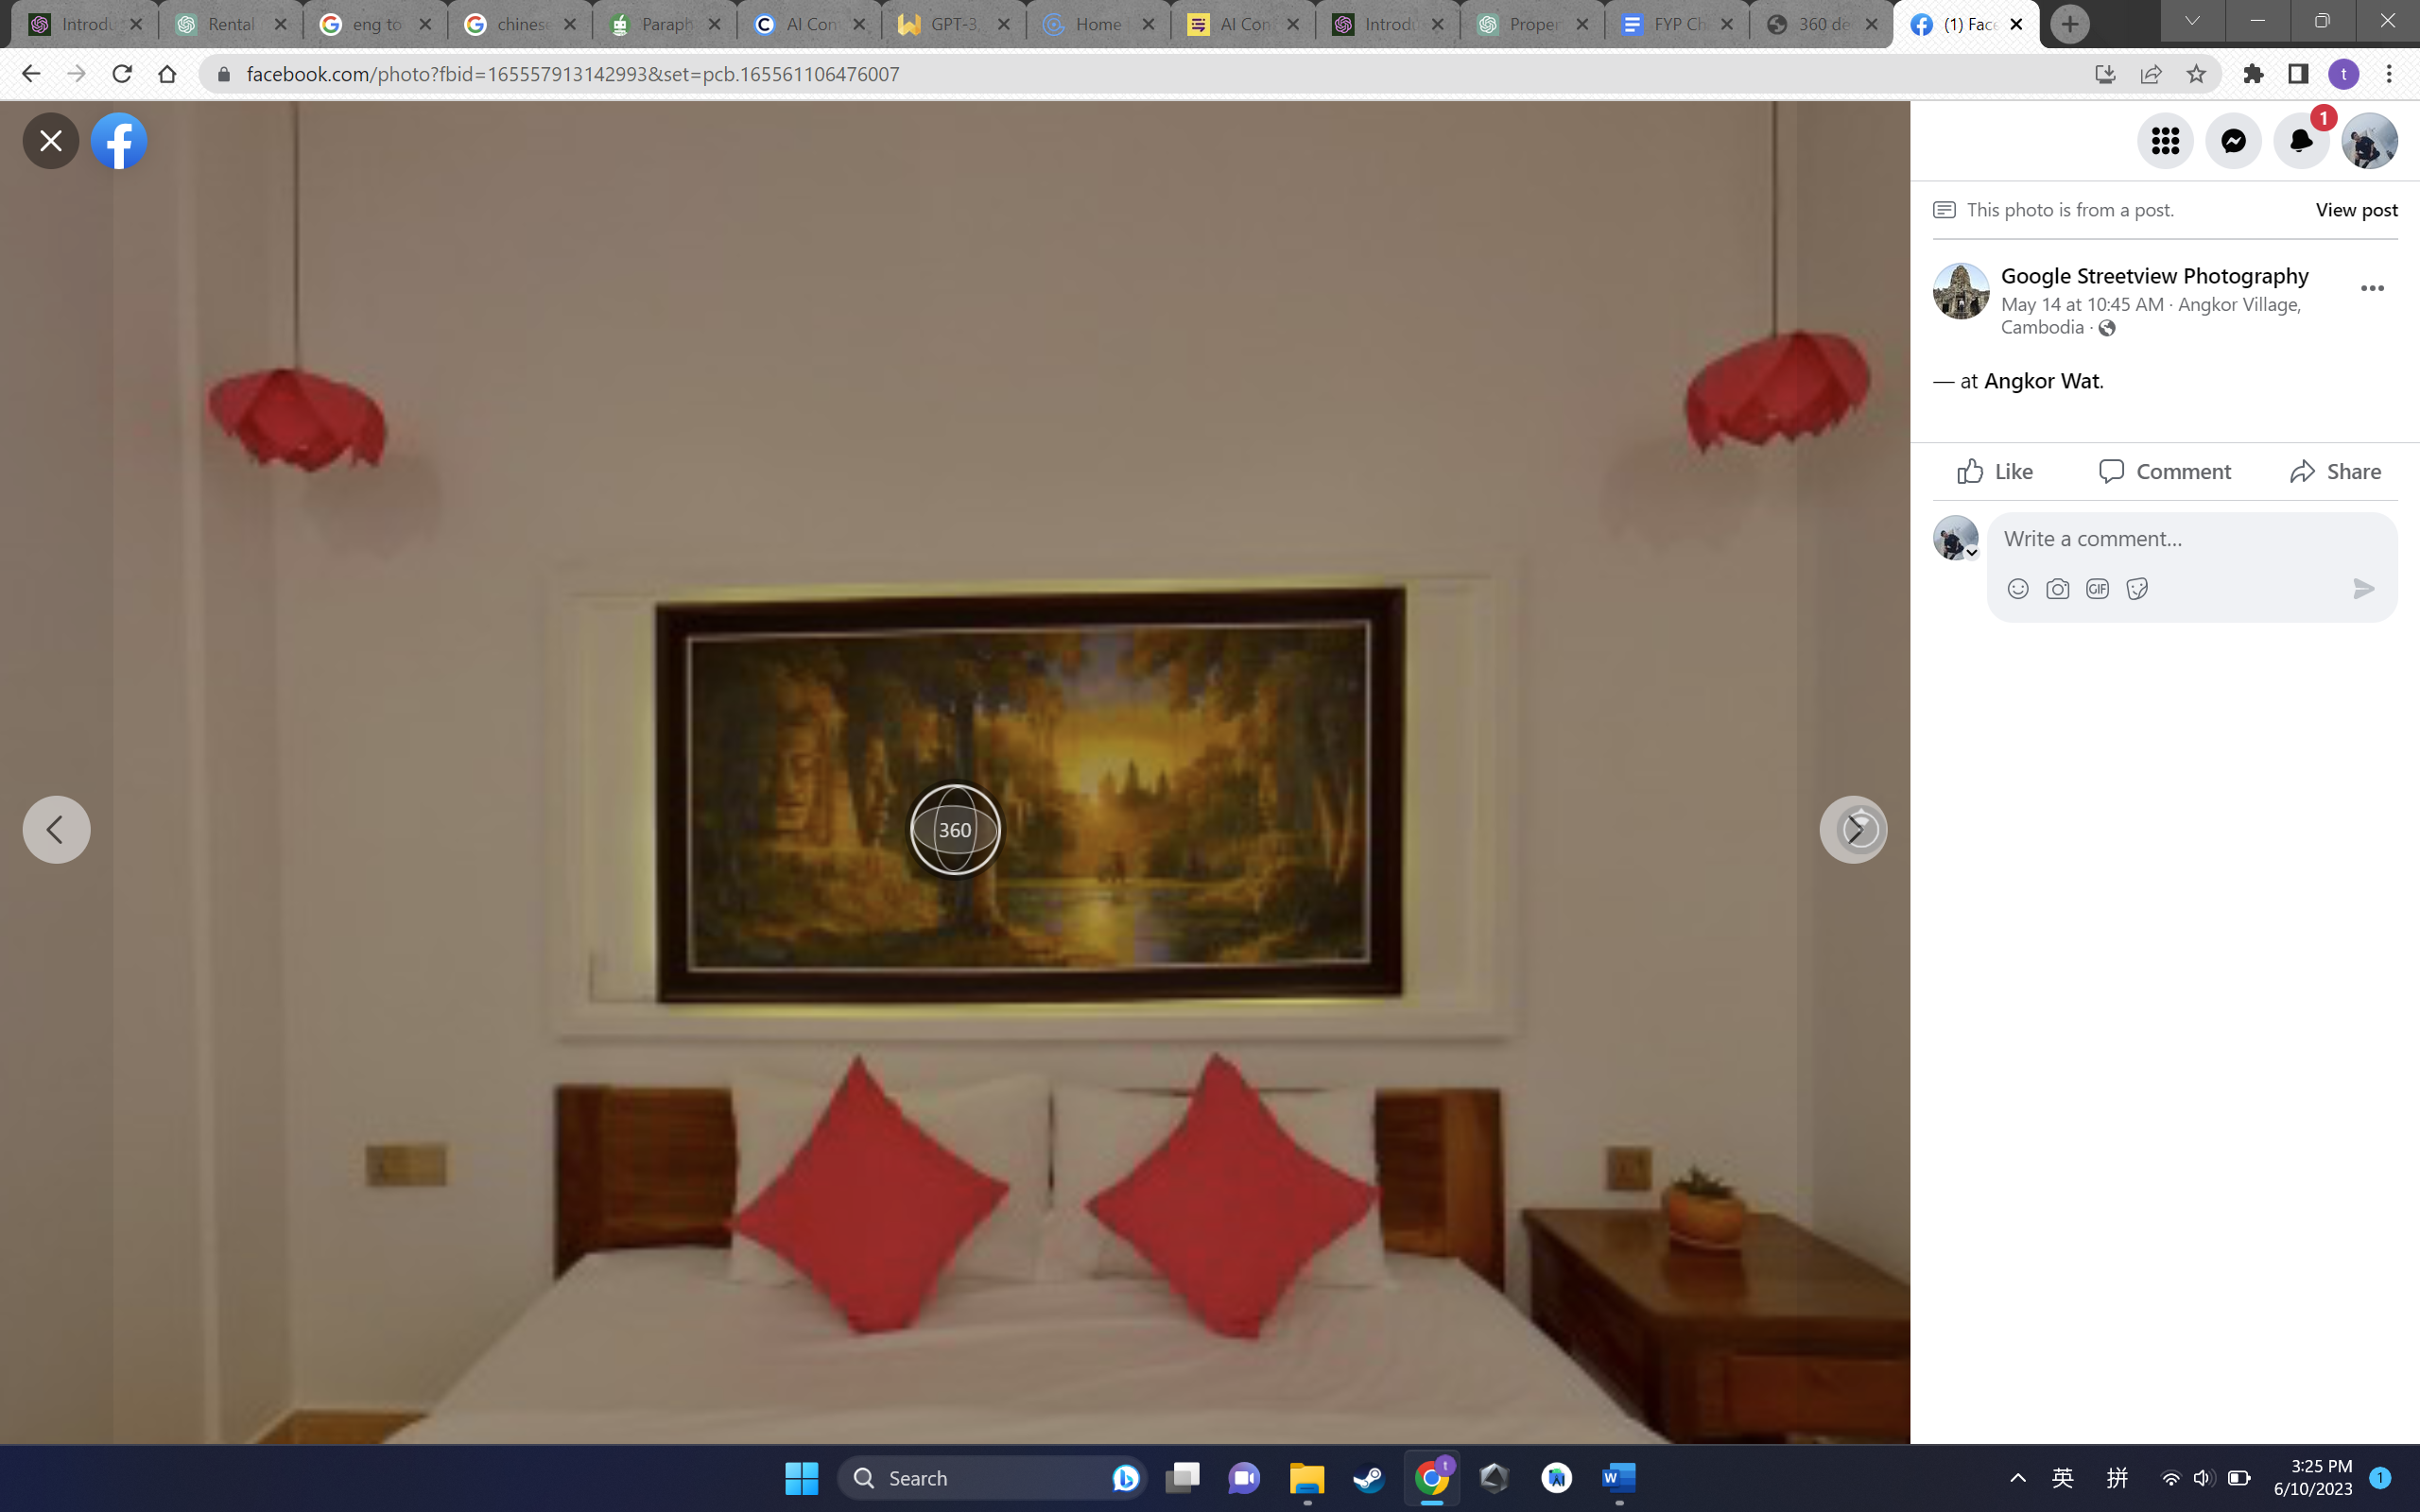 Introdu
Rental
eng to
chinese
Paraph
AI Con
GPT-3
Home
AI Con
Introdu
Proper
FYP Ch
360 de
(1) Face
facebook.com/photo?fbid=165557913142993&set=pcb.165561106476007
t
1
This photo is from a post.
View post
Google Streetview Photography
May 14 at 10:45 AM · Angkor Village,
Cambodia ·
— at Angkor Wat.
Like
Comment
Share
Write a comment...
GIF
360
Search
t
W
英
拼
3:25 PM
6/10/2023
1